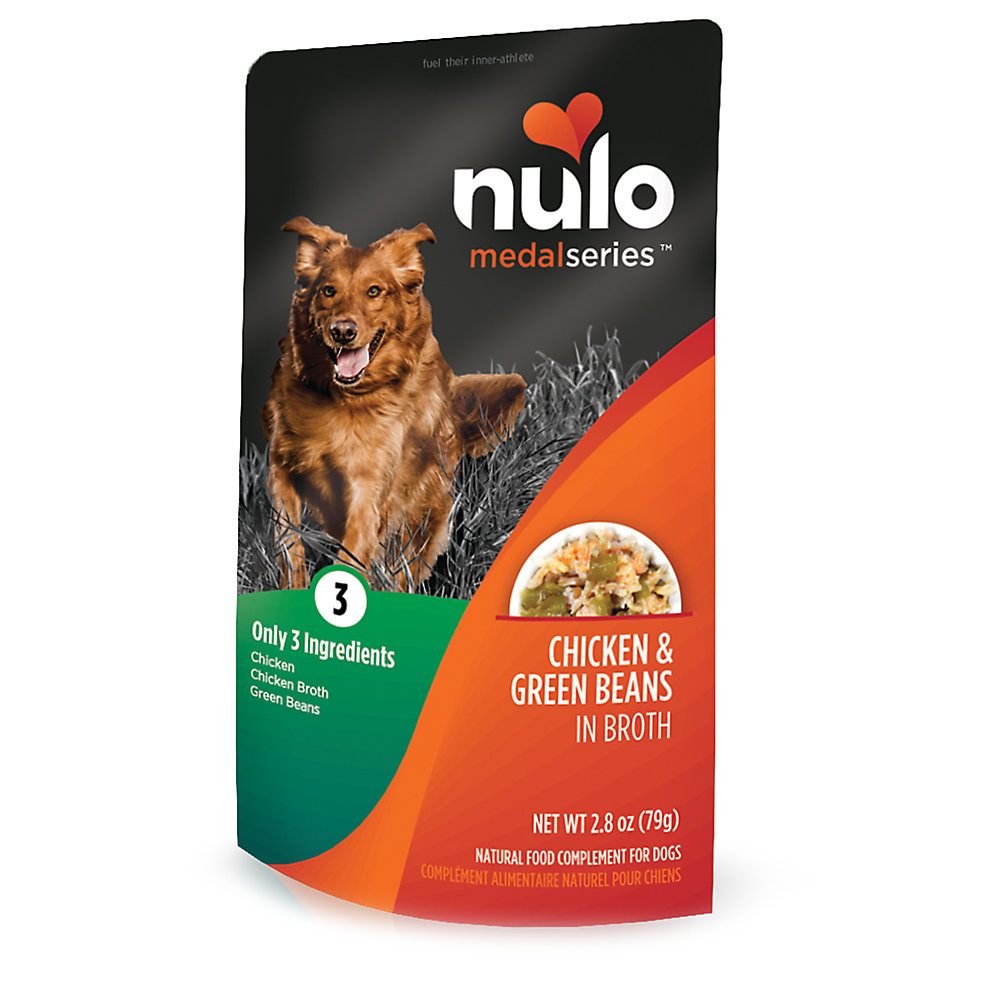 fuel their inner-athlete
nulo
medalseries™
3
Only 3 Ingredients
Chicken
Chicken Broth
Green Beans
CHICKEN &
GREEN BEANS
IN BROTH
NET WT 2.8 oz (79g)
NATURAL FOOD COMPLEMENT FOR DOGS
COMPLÉMENT ALIMENTAIRE NATUREL POUR CHIENS